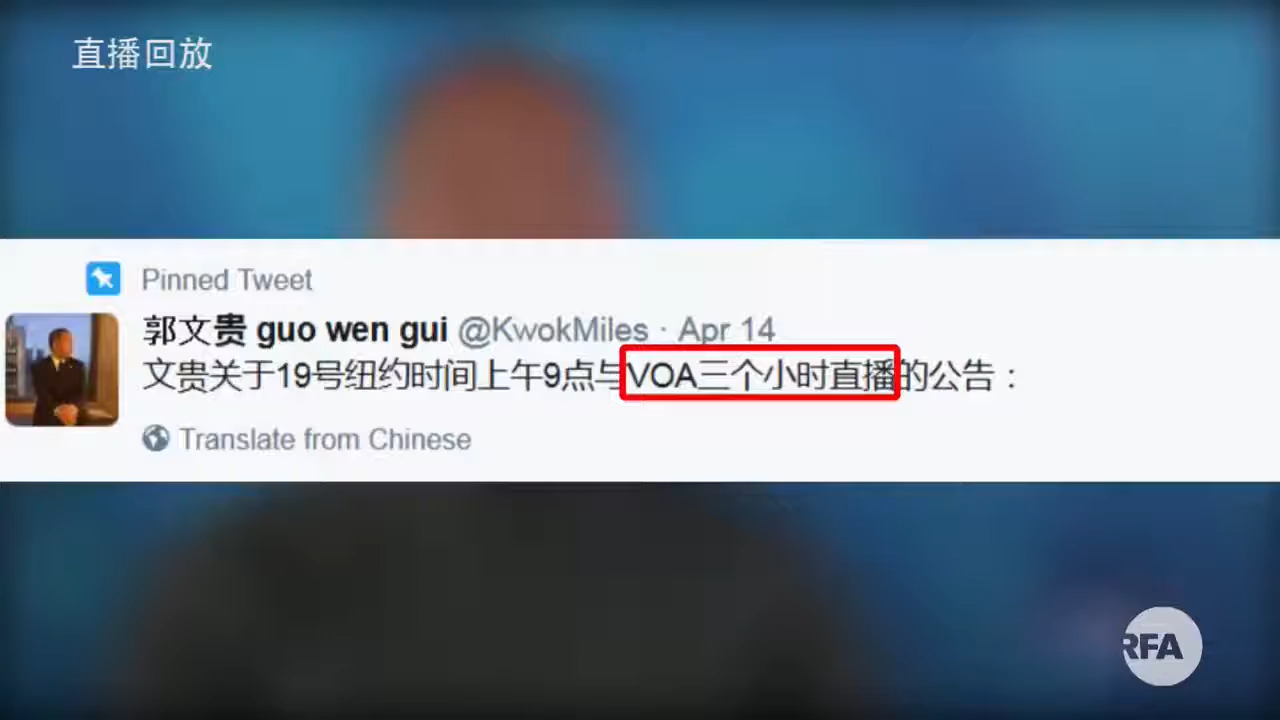 直播回放
Pinned Tweet
郭文贵 guo wen gui @KwokMiles · Apr 14
文贵关于19号纽约时间上午9点与VOA三个小时直播的公告：
Translate from Chinese
RFA